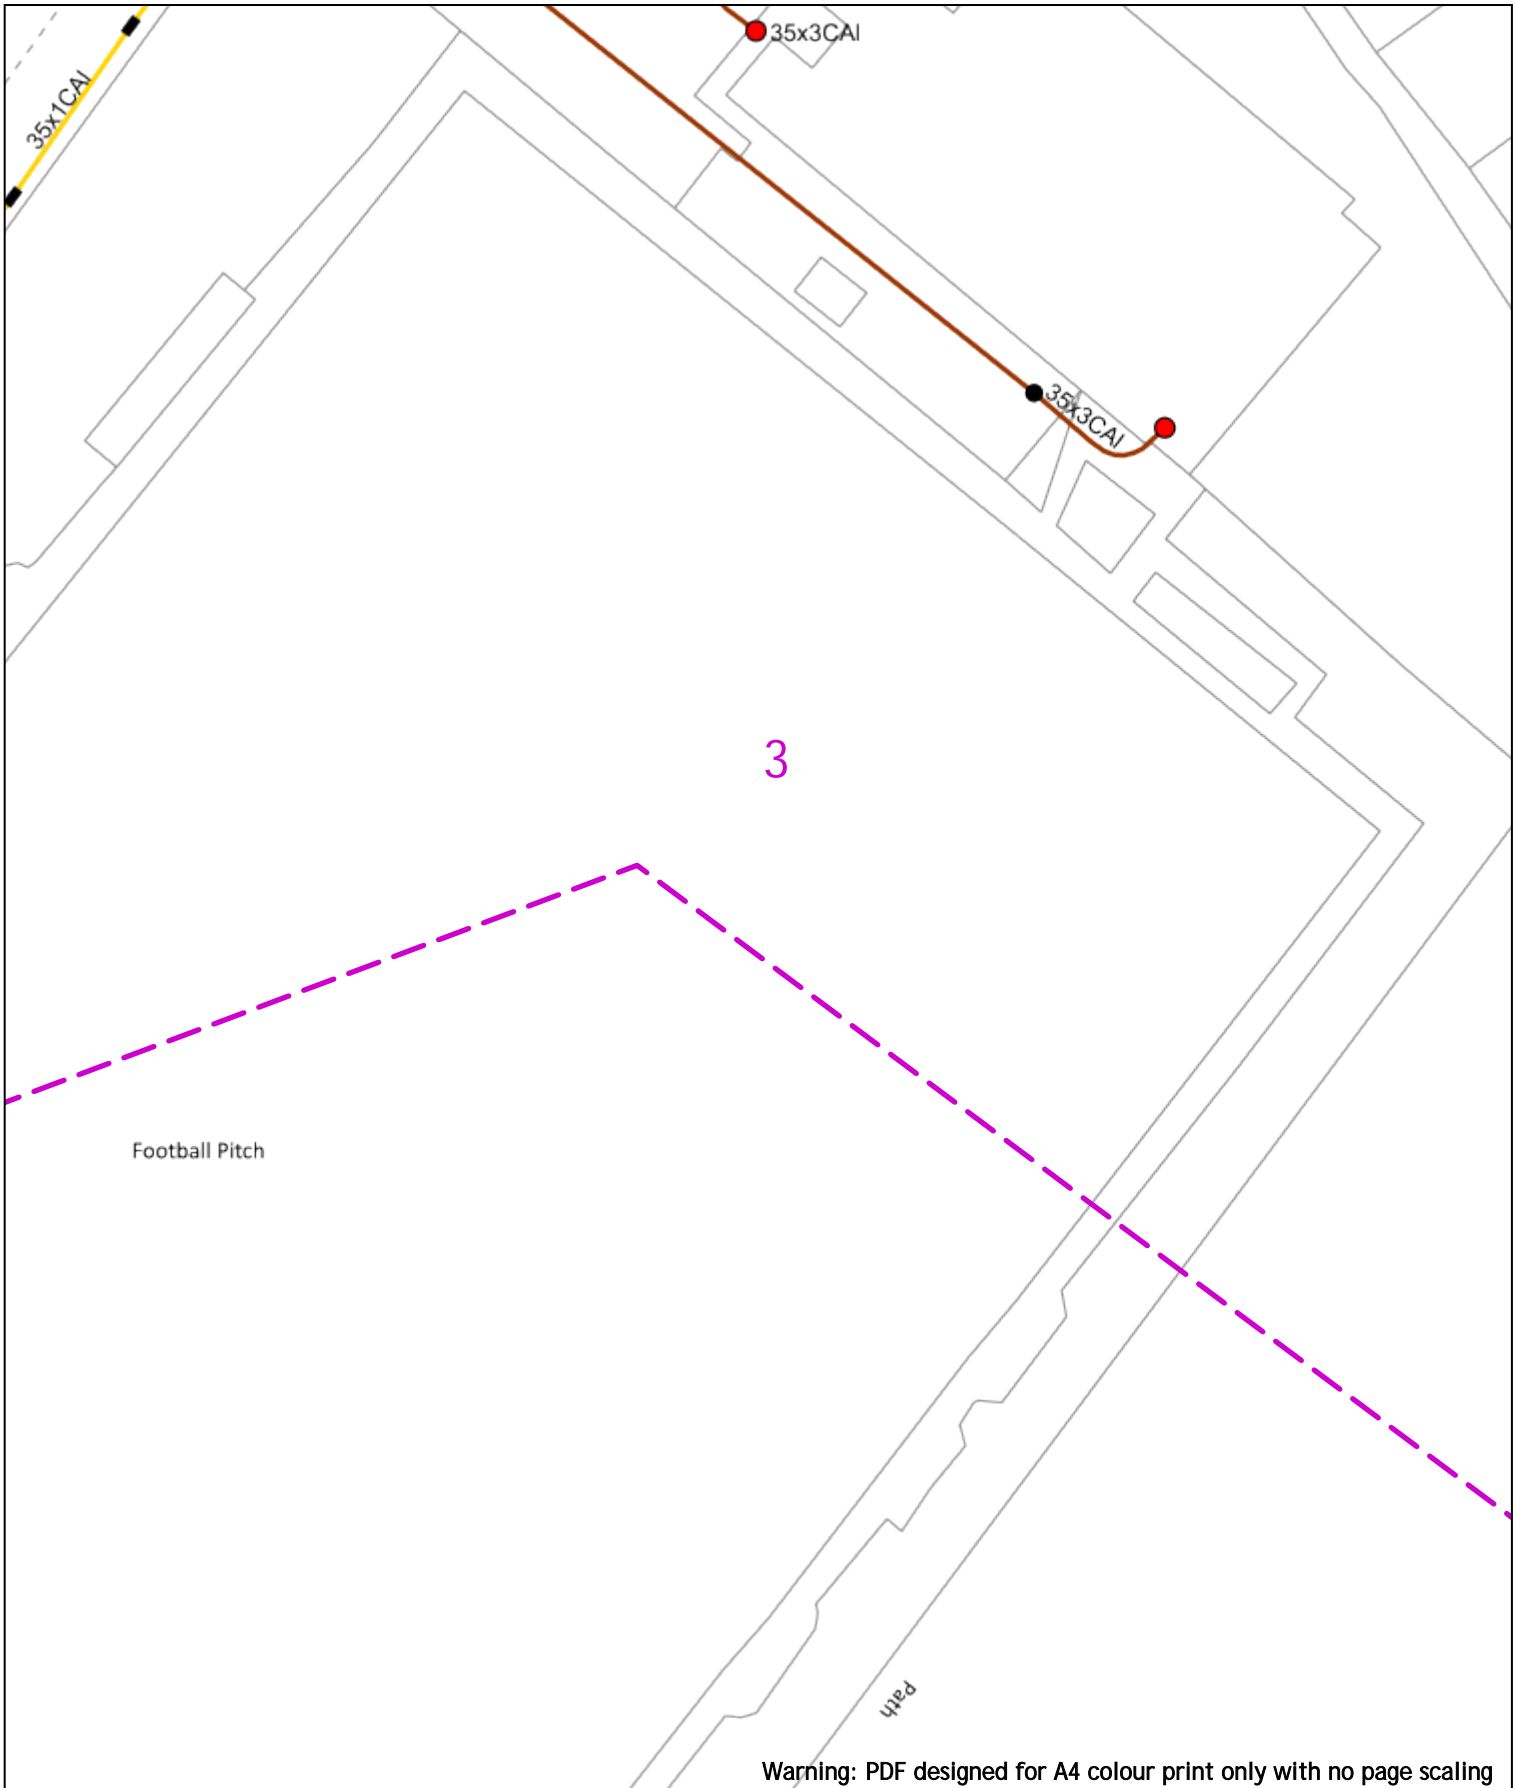 35x3CAl
35x1CAl
35x3CAl
3
Football Pitch
Path
Warning: PDF designed for A4 colour print only with no page scaling